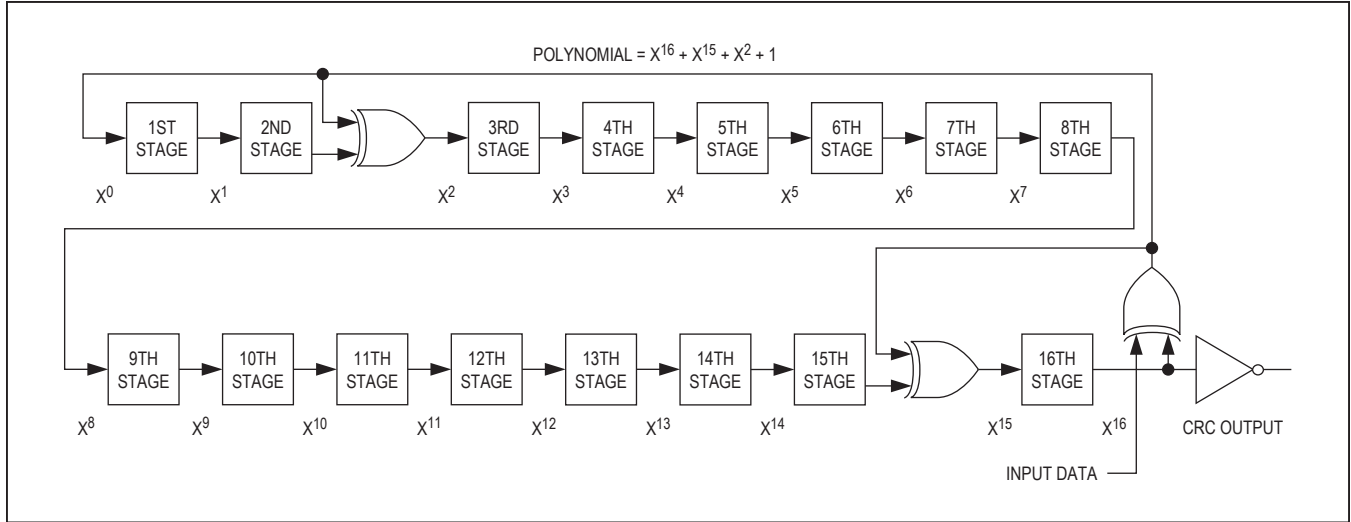 POLYNOMIAL = X16 + X15 + X2 + 1
1ST
STAGE
2ND
STAGE
3RD
STAGE
4TH
STAGE
5TH
STAGE
6TH
STAGE
7TH
STAGE
8TH
STAGE
X0
X1
X2
X3
X4
X5
X6
X7
9TH
STAGE
10TH
STAGE
11TH
STAGE
12TH
STAGE
13TH
STAGE
14TH
STAGE
15TH
STAGE
16TH
STAGE
X8
X9
X10
X11
X12
X13
X14
X15
X16
CRC OUTPUT
INPUT DATA